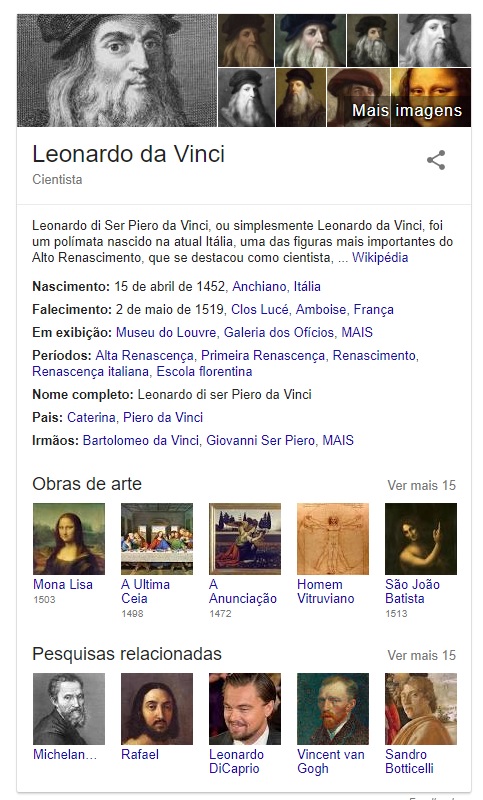 Mais imagens
Leonardo da Vinci
Cientista
Leonardo di Ser Piero da Vinci, ou simplesmente Leonardo da Vinci, foi
um polímata nascido na atual Itália, uma das figuras mais importantes do
Alto Renascimento, que se destacou como cientista, ... Wikipédia
Nascimento: 15 de abril de 1452, Anchiano, Itália
Falecimento: 2 de maio de 1519, Clos Lucé, Amboise, França
Em exibição: Museu do Louvre, Galeria dos Ofícios, MAIS
Períodos: Alta Renascença, Primeira Renascença, Renascimento,
Renascença italiana, Escola florentina
Nome completo: Leonardo di ser Piero da Vinci
Pais: Caterina, Piero da Vinci
Irmãos: Bartolomeo da Vinci, Giovanni Ser Piero, MAIS
Obras de arte
Ver mais 15
Mona Lisa
1503
A Ultima
Ceia
1498
A
Anunciação
1472
Homem
Vitruviano
São João
Batista
1513
Pesquisas relacionadas
Ver mais 15
Michelan...
Rafael
Leonardo
DiCaprio
Vincent van
Gogh
Sandro
Botticelli